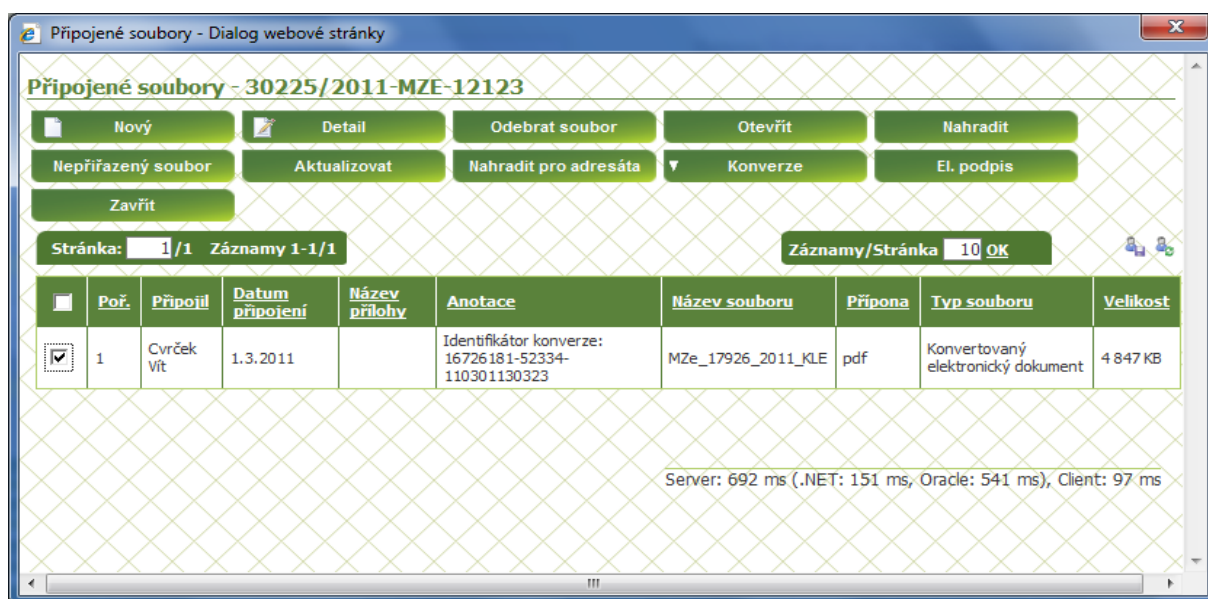 Připojené soubory - Dialog webové stránky
Připojené soubory - 30225/2011-MZE-12123
Nový Detail Odebrat soubor Otevřít Nahradit
Nepřiřazený soubor Aktualizovat Nahradit pro adresáta Konverze El. podpis
Zavřít
Stránka: 1 /1 Záznamy 1-1/1 Záznamy/Stránka 10 OK
Poř. Připojil Datum připojení Název přílohy Anotace Název souboru Přípona Typ souboru Velikost
1 Cvrček Vít 1.3.2011 Identifikátor konverze: 16726181-52334-110301130323 MZe_17926_2011_KLE pdf Konvertovaný elektronický dokument 4 847 KB
Server: 692 ms (.NET: 151 ms, Oracle: 541 ms), Client: 97 ms